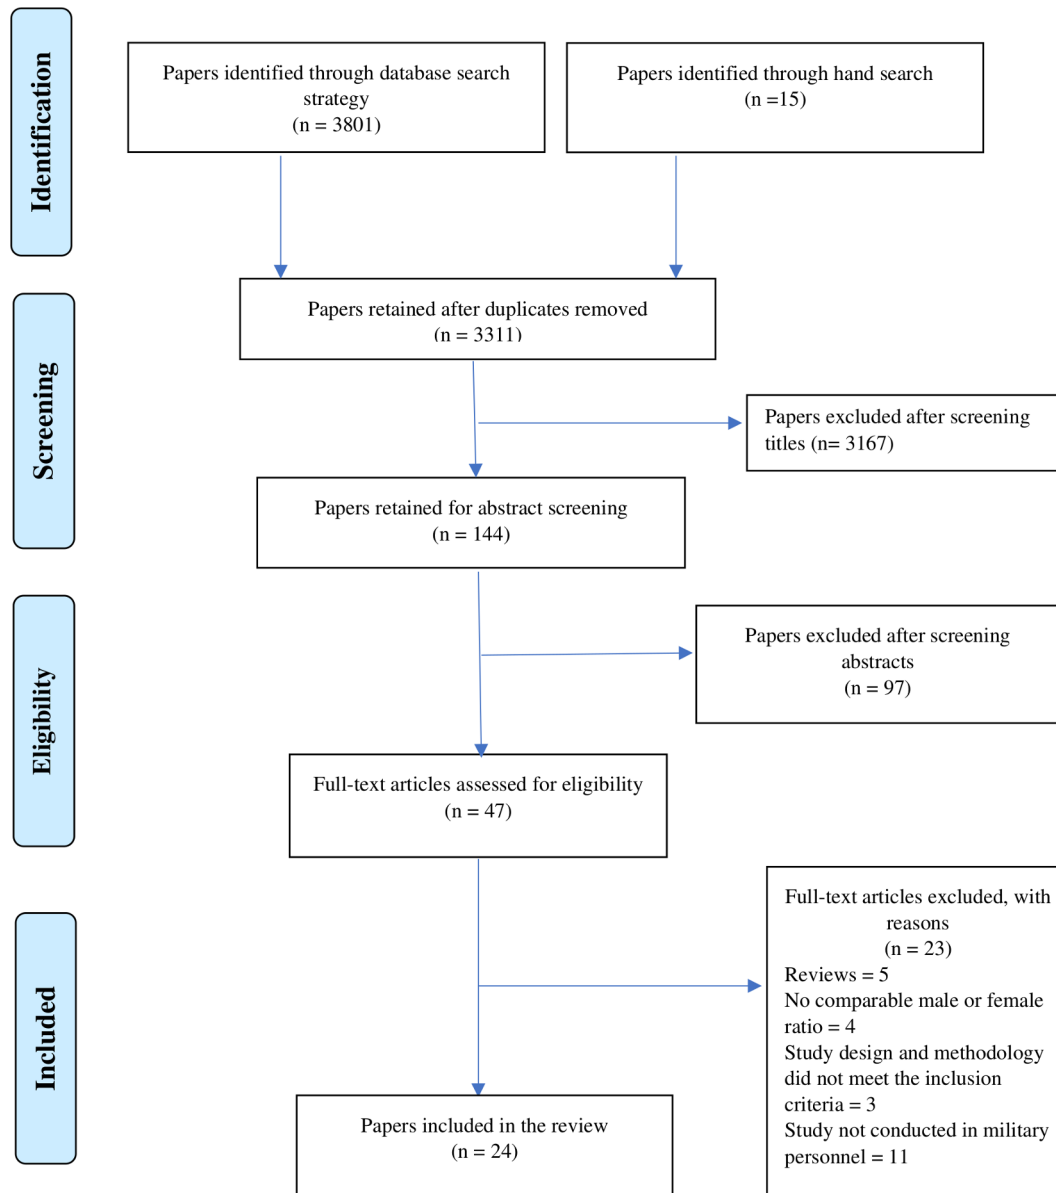 Identification
Papers identified through database search
strategy
(n = 3801)
Papers identified through hand search
(n =15)
Papers retained after duplicates removed
(n = 3311)
Screening
Papers excluded after screening
titles (n= 3167)
Papers retained for abstract screening
(n = 144)
Eligibility
Papers excluded after screening
abstracts
(n = 97)
Full-text articles assessed for eligibility
(n = 47)
Included
Full-text articles excluded, with
reasons
(n = 23)
Reviews = 5
No comparable male or female
ratio = 4
Study design and methodology
did not meet the inclusion
criteria = 3
Study not conducted in military
personnel = 11
Papers included in the review
(n = 24)